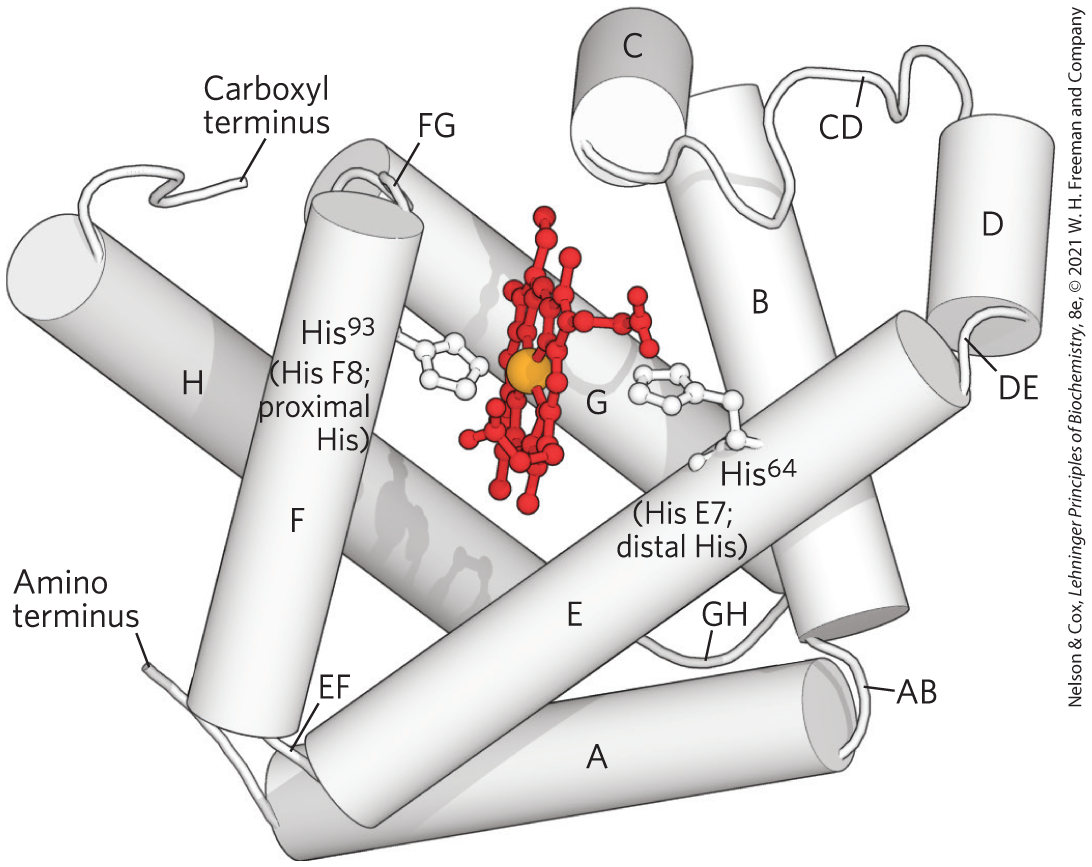 C
Carboxyl
terminus
FG
CD
D
B
His93
(His F8;
proximal
His)
H
G
DE
His64
(His E7;
distal His)
F
Amino
terminus
E
GH
EF
AB
A
Nelson & Cox, Lehninger Principles of Biochemistry, 8e, © 2021 W. H. Freeman and Company